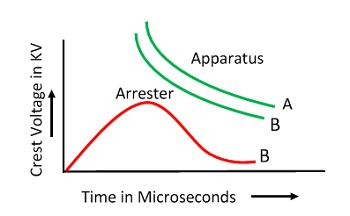 Crest Voltage in KV
Apparatus
Arrester
A
B
B
Time in Microseconds